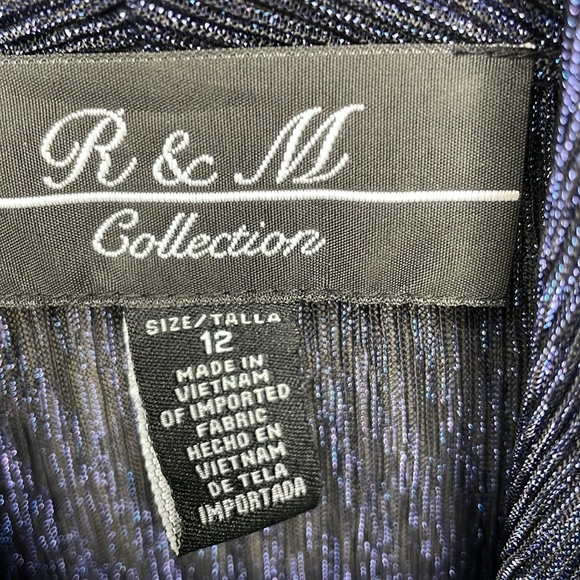 R & M
Collection
SIZE/TALLA
12
MADE IN
VIETNAM
OF IMPORTED
FABRIC
HECHO EN
VIETNAM
DE TELA
IMPORTADA